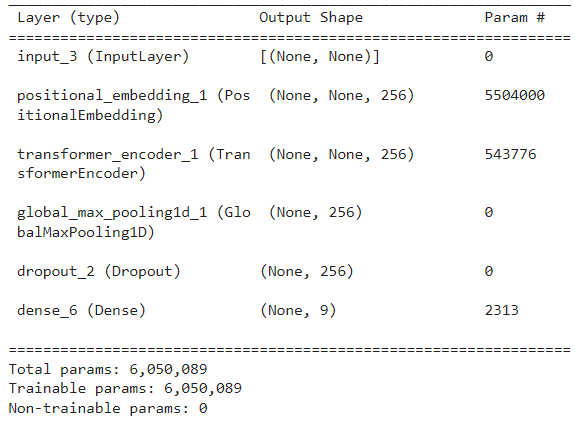 Layer (type) Output Shape Param #
=================================================================
input_3 (InputLayer) [(None, None)] 0
positional_embedding_1 (Pos (None, None, 256) 5504000
itionalEmbedding)
transformer_encoder_1 (Tran (None, None, 256) 543776
sformerEncoder)
global_max_pooling1d_1 (Glo (None, 256) 0
balMaxPooling1D)
dropout_2 (Dropout) (None, 256) 0
dense_6 (Dense) (None, 9) 2313
=================================================================
Total params: 6,050,089
Trainable params: 6,050,089
Non-trainable params: 0